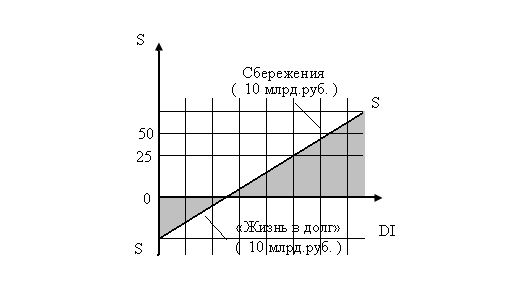 S
Сбережения
( 10 млрд.руб. )
S
50
25
0
«Жизнь в долг»
( 10 млрд.руб. )
DI
S